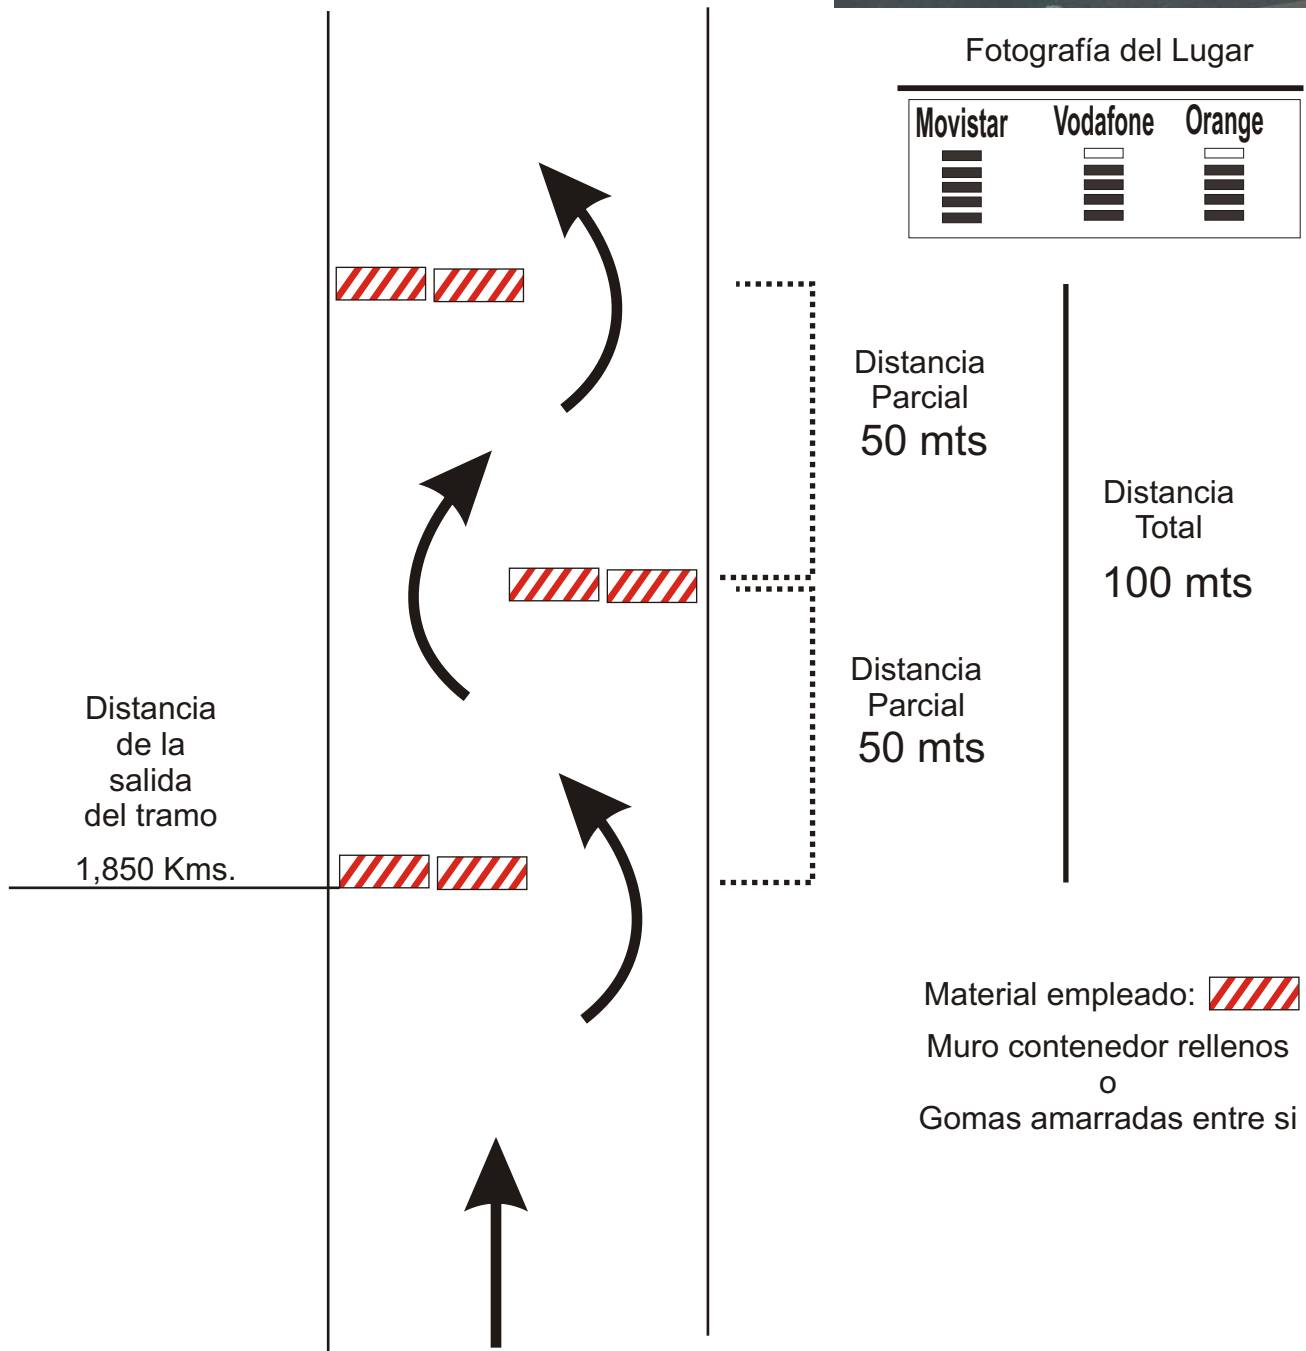 Fotografía del Lugar
Movistar Vodafone Orange
Distancia
Parcial
50 mts
Distancia
Total
100 mts
Distancia
Parcial
50 mts
Distancia
de la
salida
del tramo
1,850 Kms.
Material empleado:
Muro contenedor rellenos
o
Gomas amarradas entre si